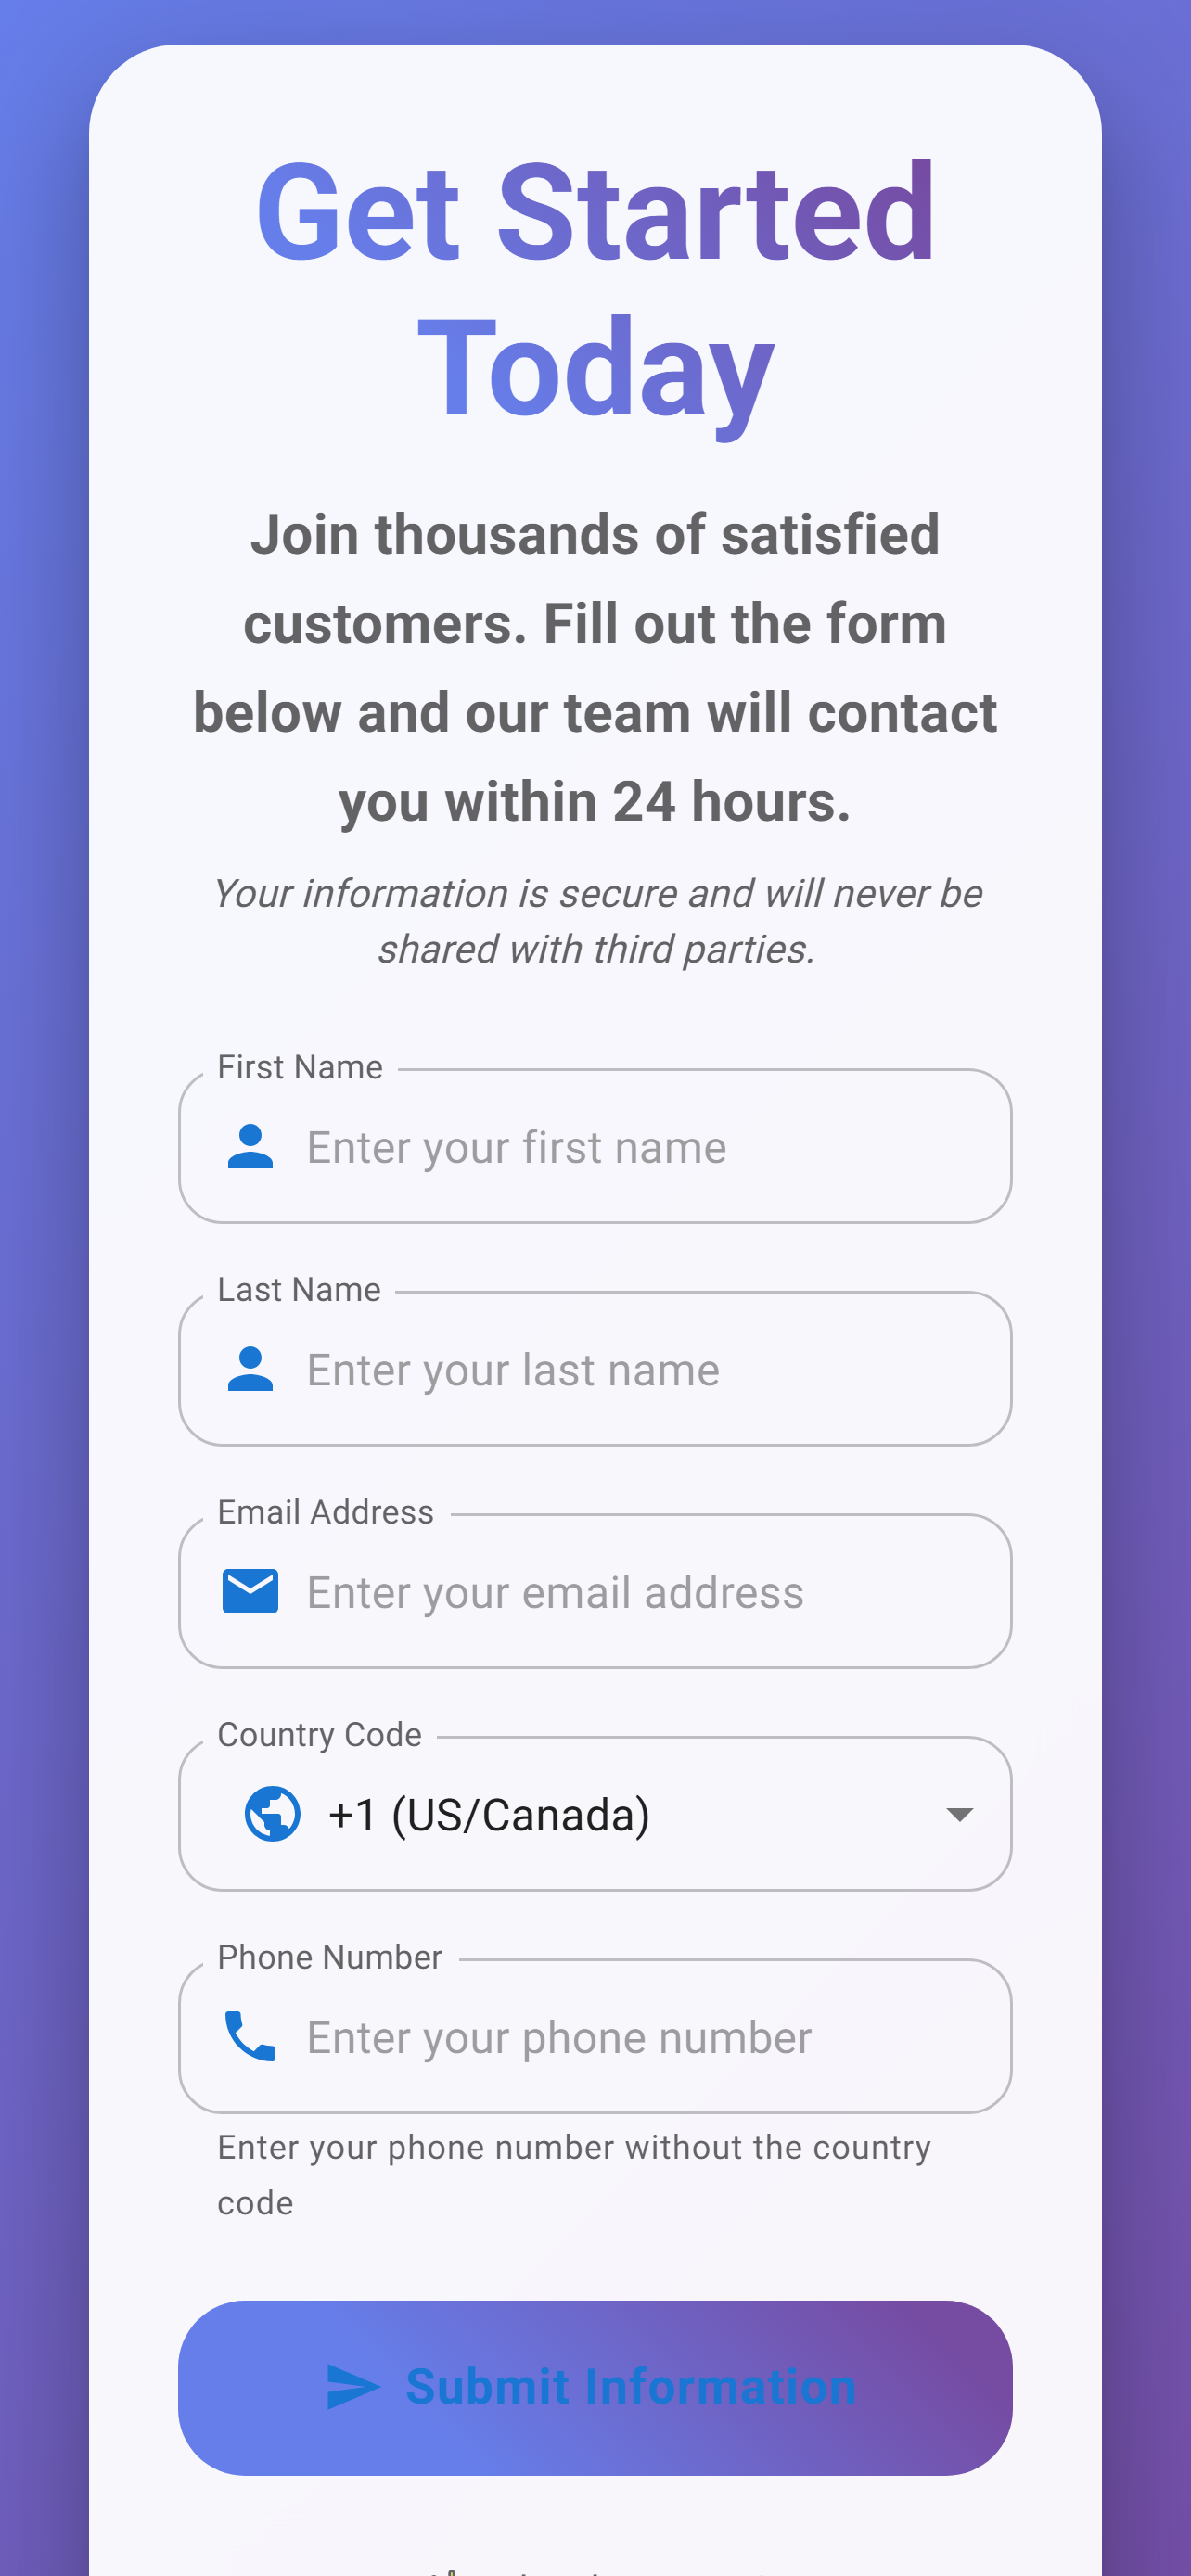 Get Started
Today
Join thousands of satisfied
customers. Fill out the form
below and our team will contact
you within 24 hours.
Your information is secure and will never be
shared with third parties.
First Name
Enter your first name
Last Name
Enter your last name
Email Address
Enter your email address
Country Code
+1 (US/Canada)
Phone Number
Enter your phone number
Enter your phone number without the country
code
Submit Information